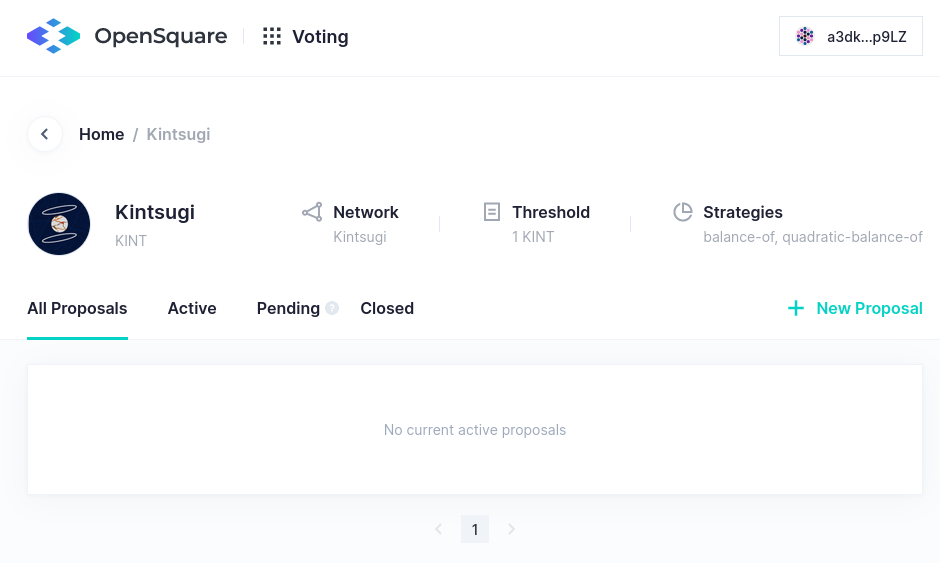 OpenSquare Voting a3dk...p9LZ
Home / Kintsugi
Kintsugi Network Threshold Strategies
KINT Kintsugi 1 KINT balance-of, quadratic-balance-of
All Proposals Active Pending ? Closed + New Proposal
No current active proposals
1